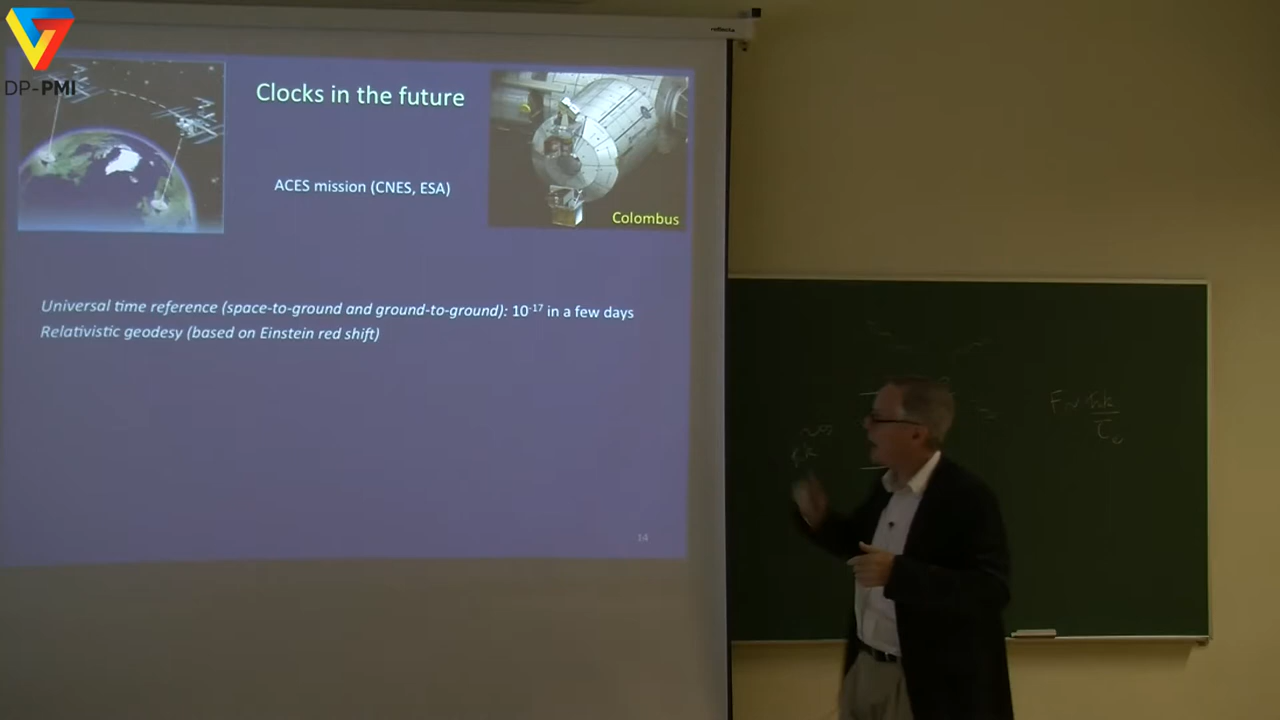 reflecta
DP-PMI
Clocks in the future
ACES mission (CNES, ESA)
Colombus
Universal time reference (space-to-ground and ground-to-ground): 10⁻¹⁷ in a few days
Relativistic geodesy (based on Einstein red shift)
14